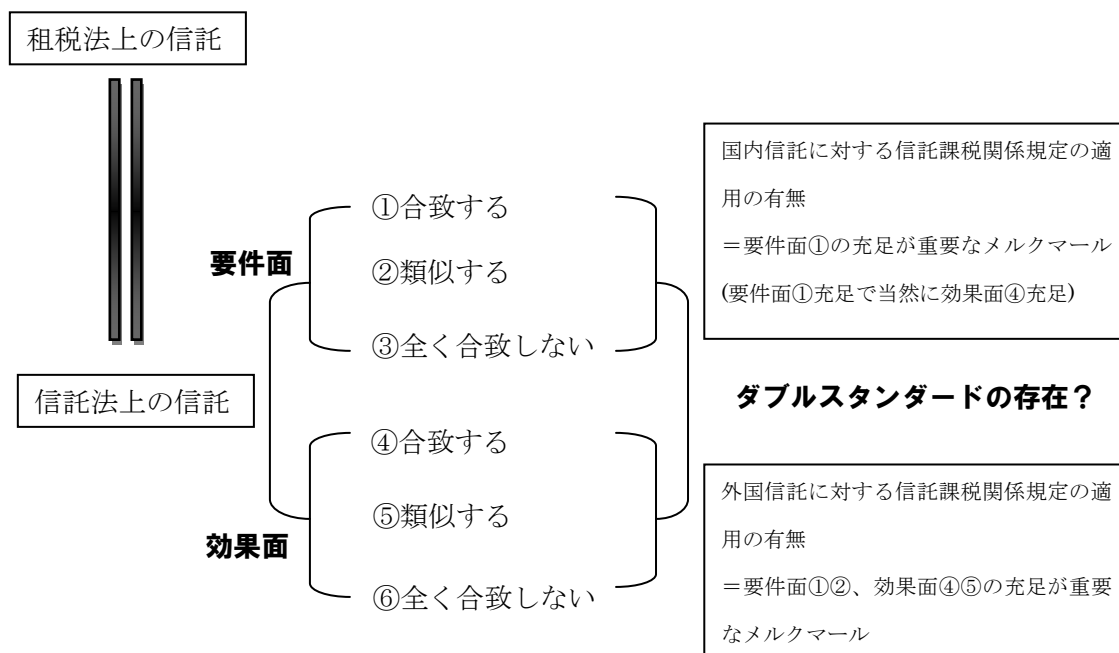 租税法上の信託
信託法上の信託
要件面
①合致する
②類似する
③全く合致しない
効果面
④合致する
⑤類似する
⑥全く合致しない
国内信託に対する信託課税関係規定の適
用の有無
＝要件面①の充足が重要なメルクマール
(要件面①充足で当然に効果面④充足)
ダブルスタンダードの存在？
外国信託に対する信託課税関係規定の適
用の有無
＝要件面①②、効果面④⑤の充足が重要
なメルクマール